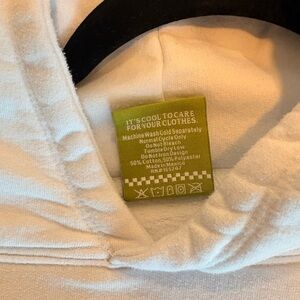 IT'S COOL TO CARE
FOR YOUR CLOTHES.
Machine Wash Cold Separately
Normal Cycle Only
Do Not Bleach
Tumble Dry Low
Do Not Iron Design
50% Cotton, 50% Polyester
Made in Mexico